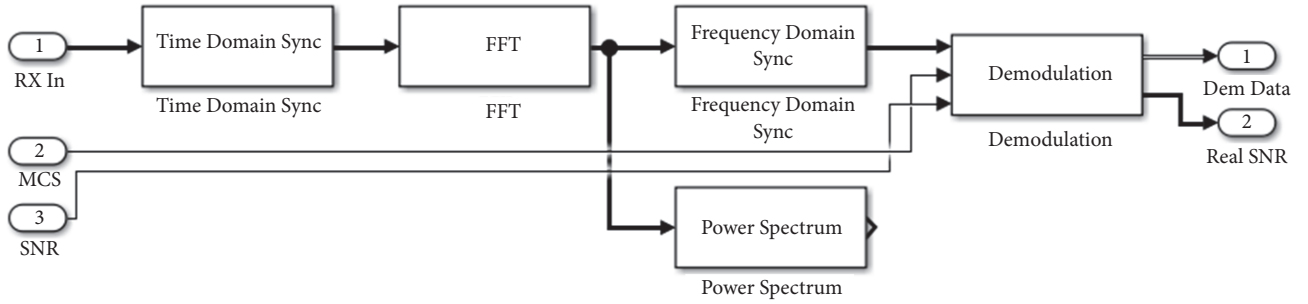 1
RX In
Time Domain Sync
Time Domain Sync
FFT
FFT
Frequency Domain
Sync
Frequency Domain
Sync
Demodulation
Demodulation
1
Dem Data
2
Real SNR
2
MCS
3
SNR
Power Spectrum
Power Spectrum